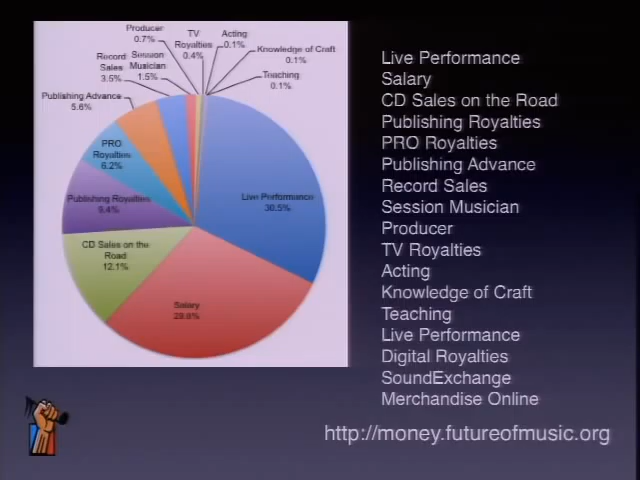 Producer
0.7%
TV
Royalties
0.4%
Acting
0.1%
Knowledge of Craft
0.1%
Teaching
0.1%
Record
Sales
3.5%
Session
Musician
1.5%
Publishing Advance
5.6%
PRO
Royalties
6.2%
Publishing Royalties
9.4%
CD Sales on the
Road
12.1%
Live Performance
30.5%
Salary
29.8%
Live Performance
Salary
CD Sales on the Road
Publishing Royalties
PRO Royalties
Publishing Advance
Record Sales
Session Musician
Producer
TV Royalties
Acting
Knowledge of Craft
Teaching
Live Performance
Digital Royalties
SoundExchange
Merchandise Online
http://money.futureofmusic.org